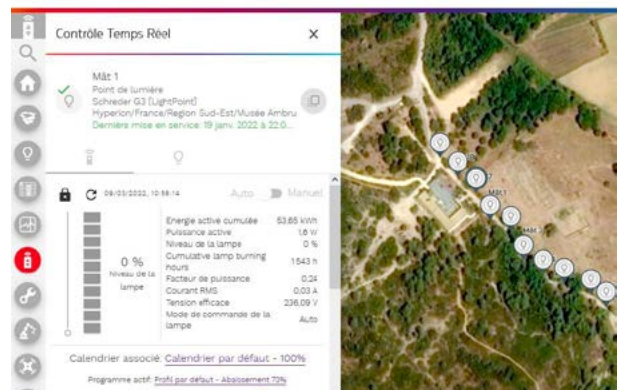 Contrôle Temps Réel X
Mât 1
Point de lumière
Schreder G3 (LightPoint)
Hyperion/France/Region Sud-Est/Musée Ambru
Dernière mise en service: 19 janv. 2022 à 22:0...
09/03/2022, 10:58:14 Auto Manuel
Energie active cumulée 53,65 kWh
Puissance active 1,6 W
Niveau de la lampe 0 %
Cumulative lamp burning hours 1543 h
Facteur de puissance 0,24
Courant RMS 0,03 A
Tension efficace 236,09 V
Mode de commande de la lampe Auto
0 %
Niveau de la
lampe
Calendrier associé: Calendrier par défaut - 100%
Programme actif: Profil par défaut - Abaissement 70%
Mât 1